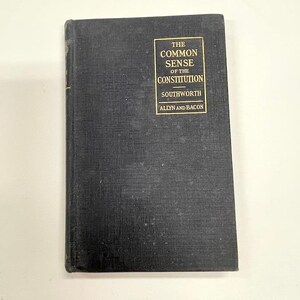 THE
COMMON
SENSE
OF THE
CONSTITUTION
SOUTHWORTH
ALLYN AND BACON